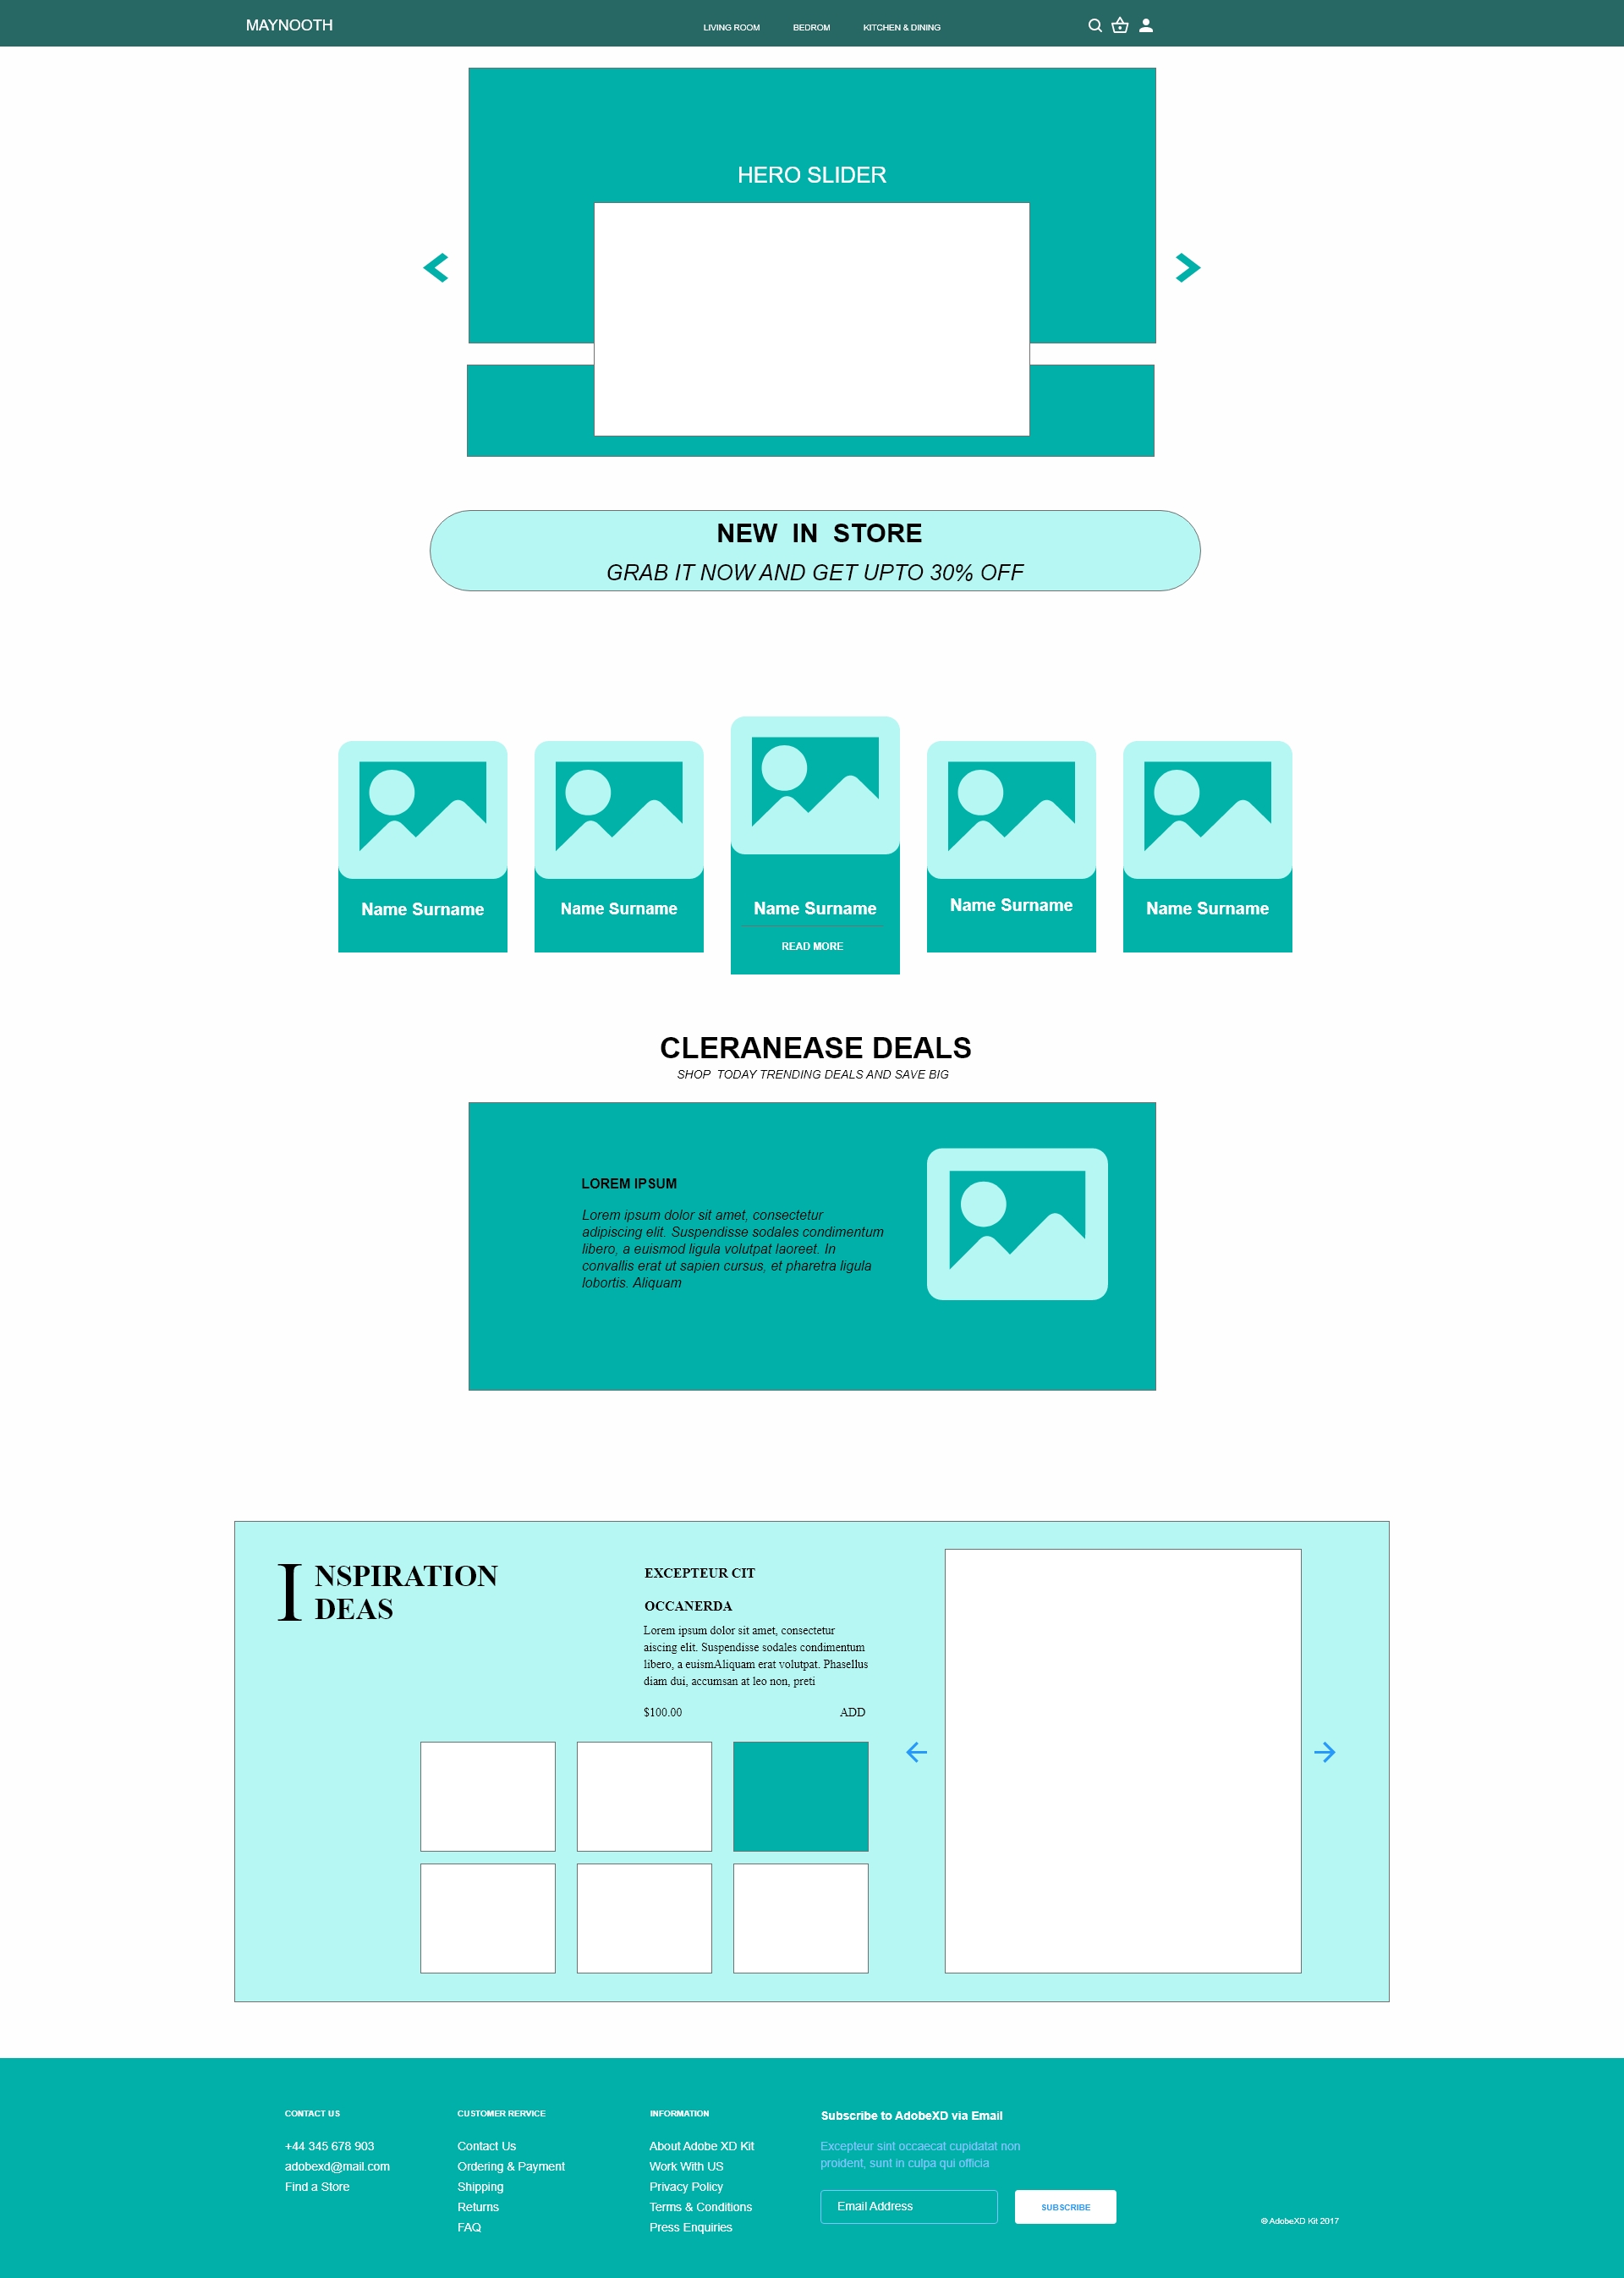 MAYNOOTH
LIVING ROOM
BEDROM
KITCHEN & DINING
HERO SLIDER
NEW IN STORE
GRAB IT NOW AND GET UPTO 30% OFF
Name Surname
Name Surname
Name Surname
Name Surname
Name Surname
READ MORE
CLERANEASE DEALS
SHOP TODAY TRENDING DEALS AND SAVE BIG
LOREM IPSUM
Lorem ipsum dolor sit amet, consectetur
adipiscing elit. Suspendisse sodales condimentum
libero, a euismod ligula volutpat laoreet. In
convallis erat ut sapien cursus, et pharetra ligula
lobortis. Aliquam
I NSPIRATION
DEAS
EXCEPTEUR CIT
OCCANERDA
Lorem ipsum dolor sit amet, consectetur
aiscing elit. Suspendisse sodales condimentum
libero, a euismAliquam erat volutpat. Phasellus
diam dui, accumsan at leo non, preti
$100.00
ADD
CONTACT US
+44 345 678 903
adobexd@mail.com
Find a Store
CUSTOMER RERVICE
Contact Us
Ordering & Payment
Shipping
Returns
FAQ
INFORMATION
About Adobe XD Kit
Work With US
Privacy Policy
Terms & Conditions
Press Enquiries
Subscribe to AdobeXD via Email
Excepteur sint occaecat cupidatat non
proident, sunt in culpa qui officia
Email Address
SUBSCRIBE
© AdobeXD Kit 2017